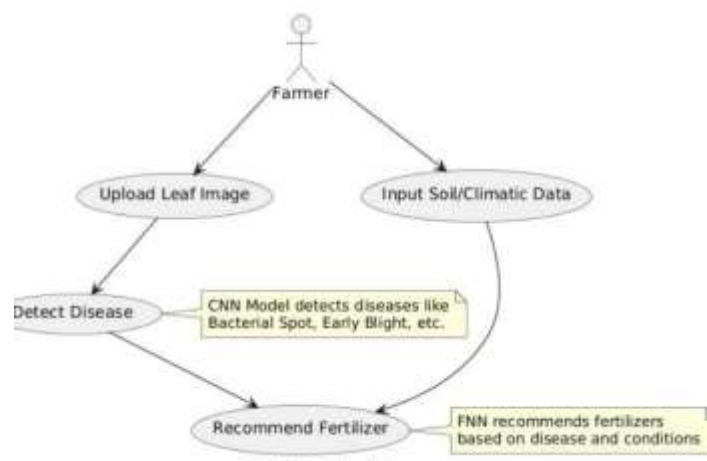 Farmer
Upload Leaf Image
Input Soil/Climatic Data
Detect Disease
CNN Model detects diseases like
Bacterial Spot, Early Blight, etc.
Recommend Fertilizer
FNN recommends fertilizers
based on disease and conditions